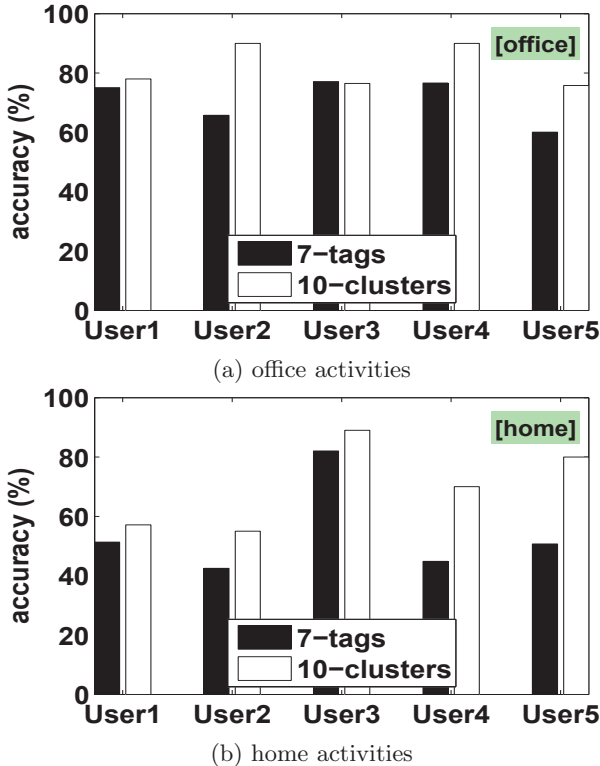 100
[office]
80
60
40
20
0
accuracy (%)
7-tags
10-clusters
User1 User2 User3 User4 User5
(a) office activities
100
[home]
80
60
40
20
0
accuracy (%)
7-tags
10-clusters
User1 User2 User3 User4 User5
(b) home activities